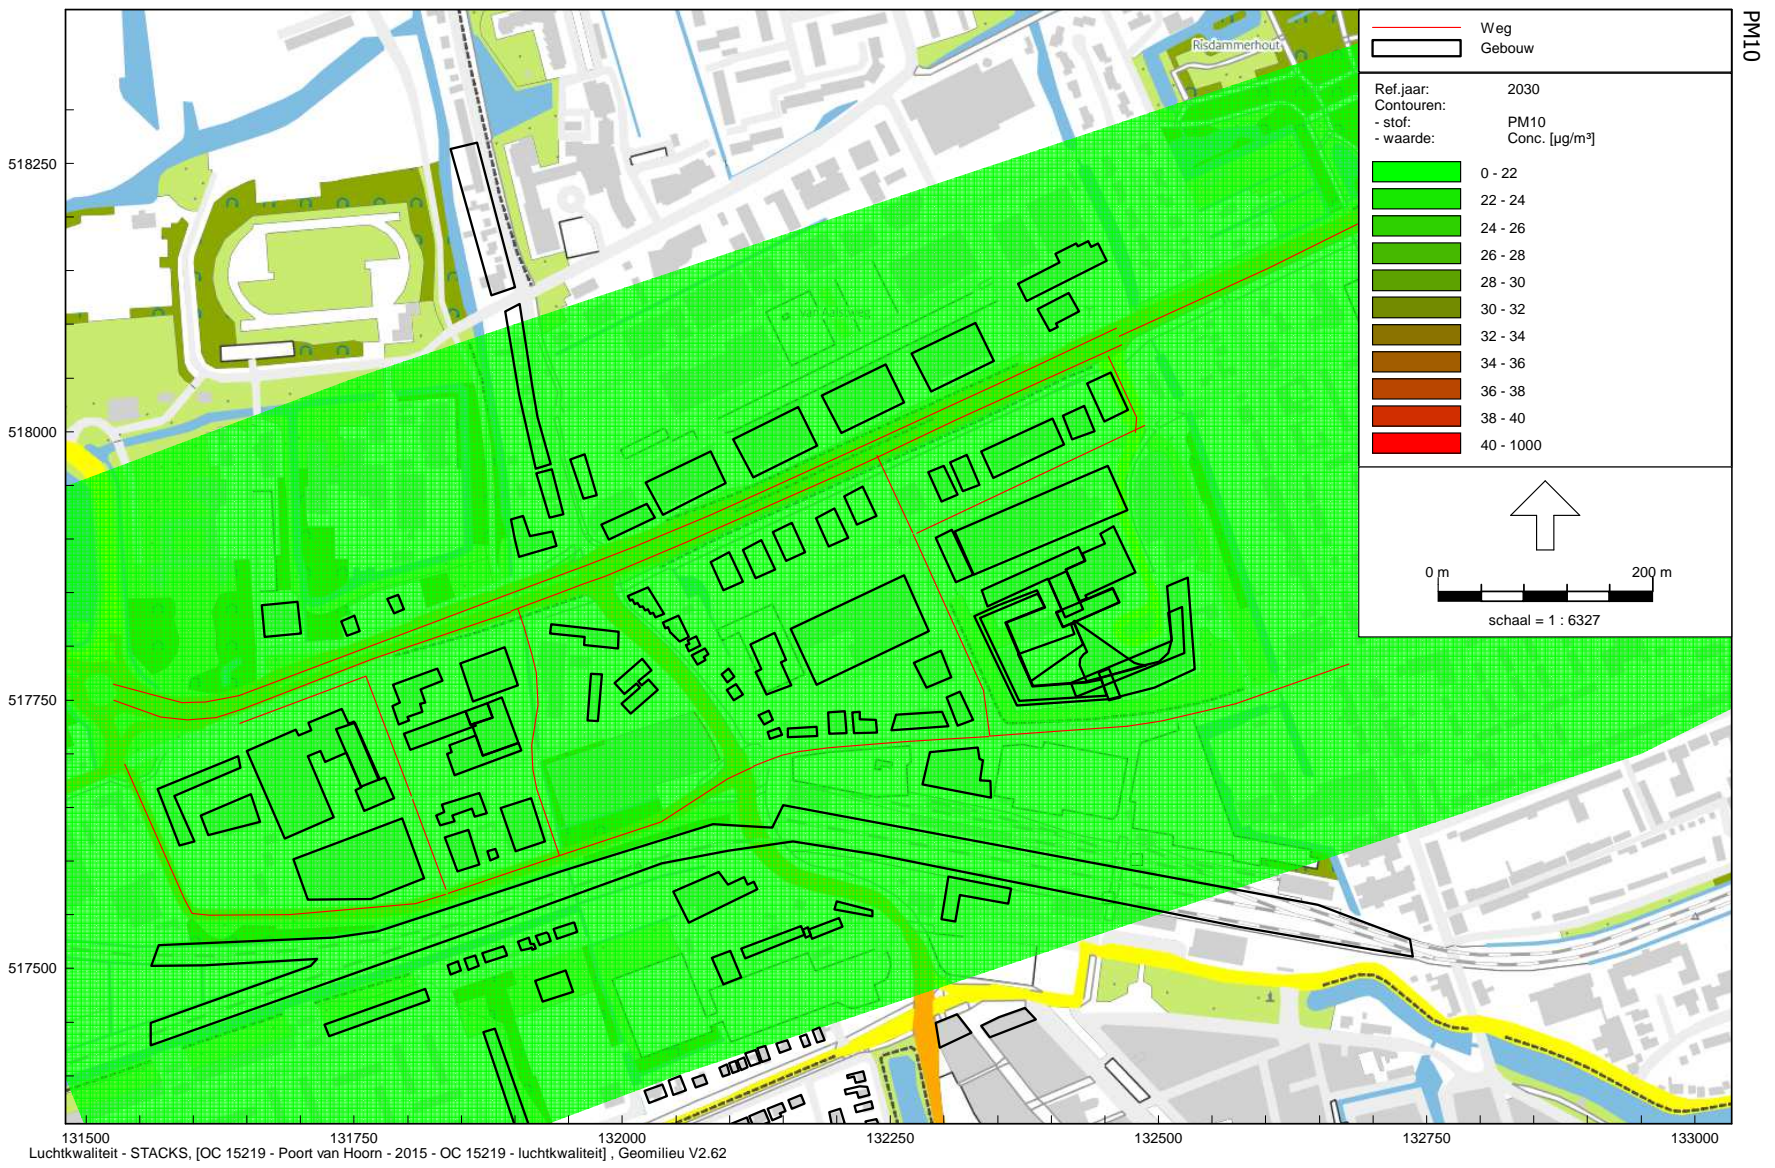 PM10
Weg
Gebouw
Ref.jaar: 2030
Contouren:
- stof: PM10
- waarde: Conc. [µg/m³]
0 - 22
22 - 24
24 - 26
26 - 28
28 - 30
30 - 32
32 - 34
34 - 36
36 - 38
38 - 40
40 - 1000
0 m 200 m
schaal = 1 : 6327
Risdammerhout
518250
518000
517750
517500
131500 131750 132000 132250 132500 132750 133000
Luchtkwaliteit - STACKS, [OC 15219 - Poort van Hoorn - 2015 - OC 15219 - luchtkwaliteit] , Geomilieu V2.62